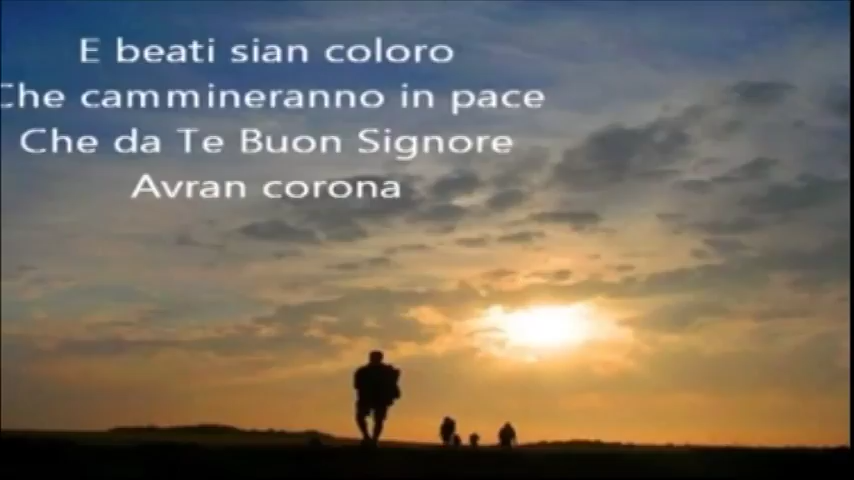 E beati sian coloro
Che cammineranno in pace
Che da Te Buon Signore
Avran corona